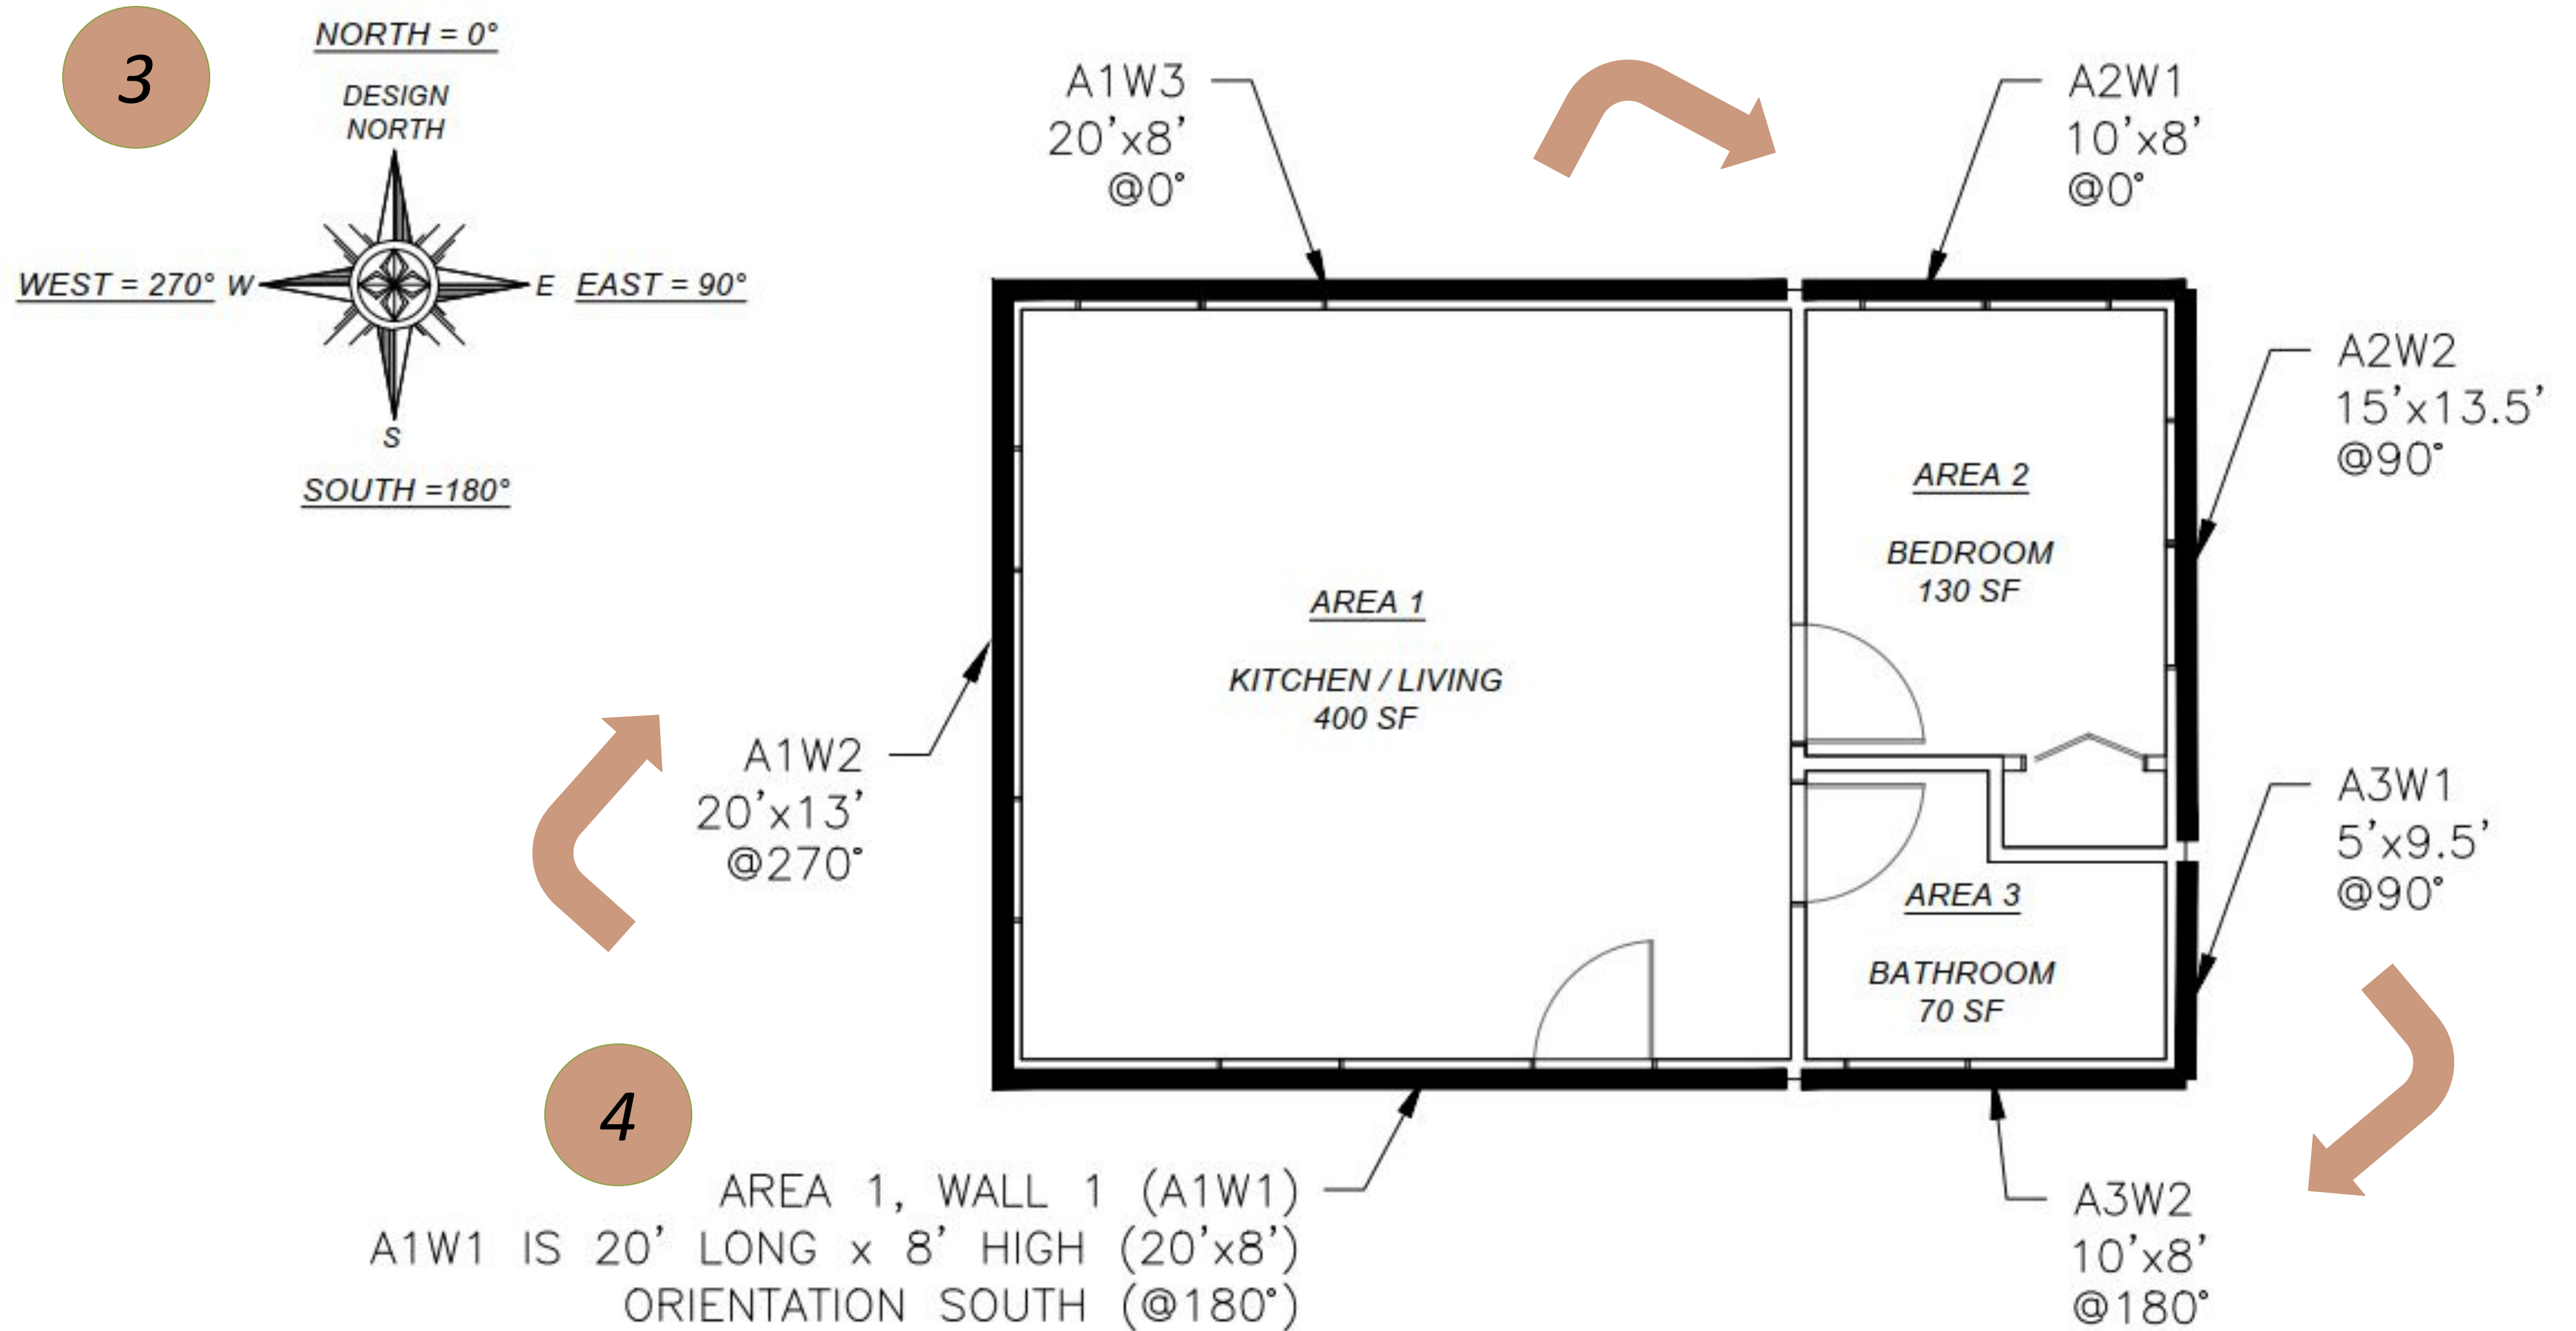 3
NORTH = 0°
DESIGN
NORTH
WEST = 270° W
E EAST = 90°
S
SOUTH =180°
A1W3
20'x8'
@0°
A2W1
10'x8'
@0°
A2W2
15'x13.5'
@90°
AREA 1
KITCHEN / LIVING
400 SF
AREA 2
BEDROOM
130 SF
A1W2
20'x13'
@270°
A3W1
5'x9.5'
@90°
AREA 3
BATHROOM
70 SF
4
AREA 1, WALL 1 (A1W1)
A1W1 IS 20' LONG x 8' HIGH (20'x8')
ORIENTATION SOUTH (@180°)
A3W2
10'x8'
@180°